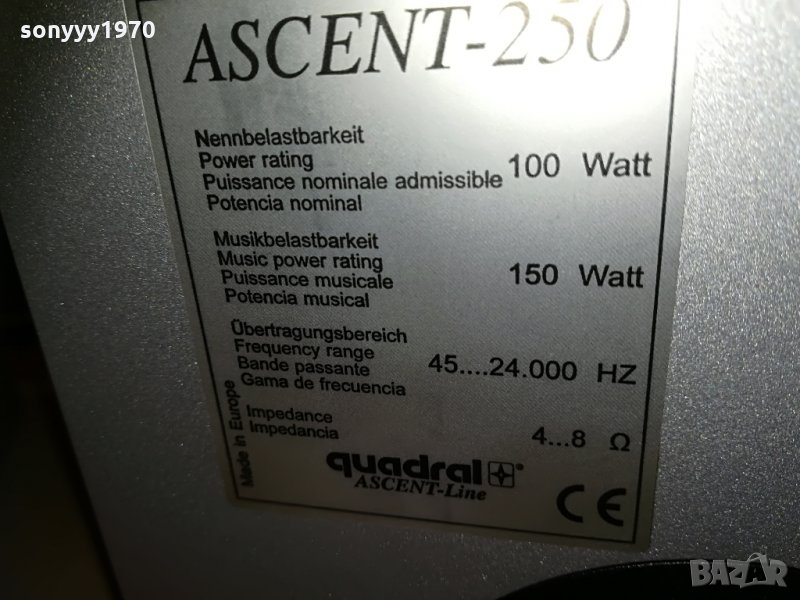 sonyyy1970
ASCENT-250
Nennbelastbarkeit
Power rating
Puissance nominale admissible
Potencia nominal
100 Watt
Musikbelastbarkeit
Music power rating
Puissance musicale
Potencia musical
150 Watt
Übertragungsbereich
Frequency range
Bande passante
Gama de frecuencia
45....24.000 HZ
Impedance
Impedancia
4...8 Ω
Made in Europe
quadral®
ASCENT-Line
CE
BAZAR